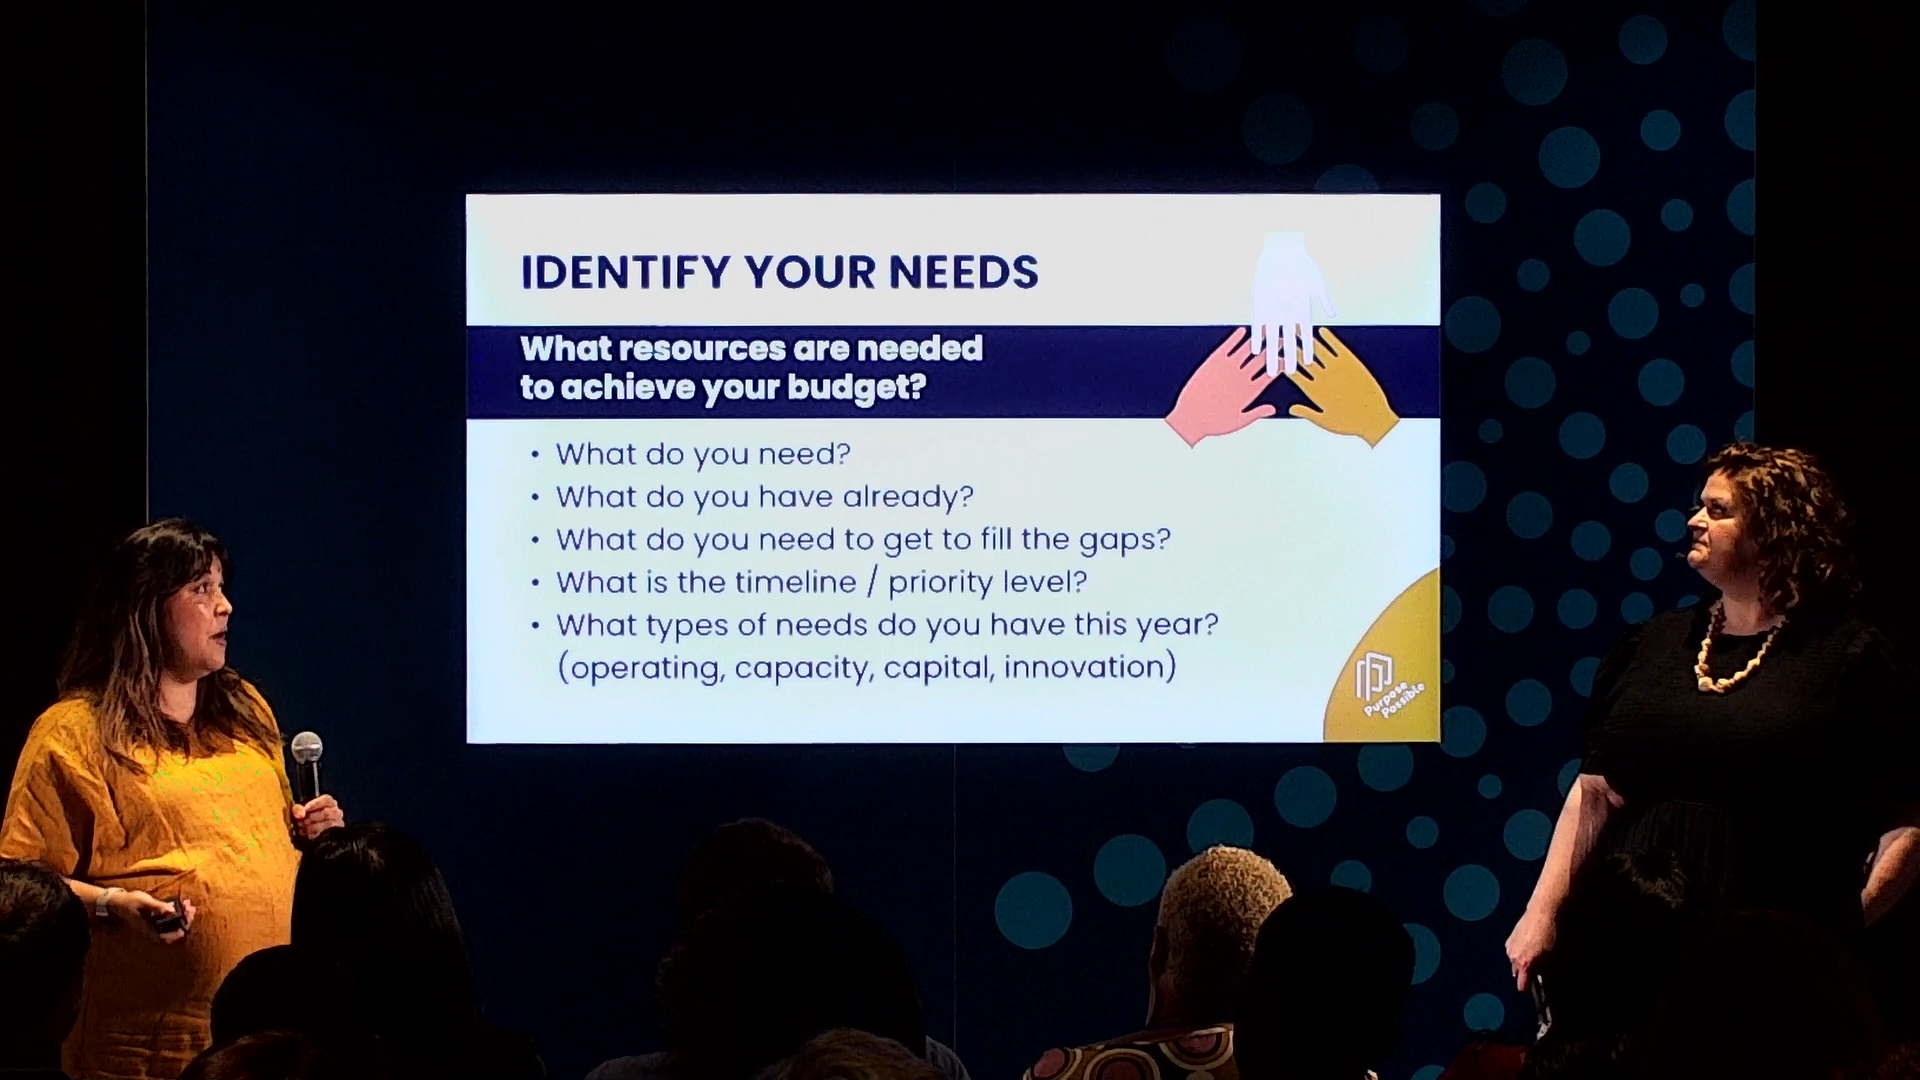 IDENTIFY YOUR NEEDS
What resources are needed
to achieve your budget?
• What do you need?
• What do you have already?
• What do you need to get to fill the gaps?
• What is the timeline / priority level?
• What types of needs do you have this year?
(operating, capacity, capital, innovation)
Purpose
Possible